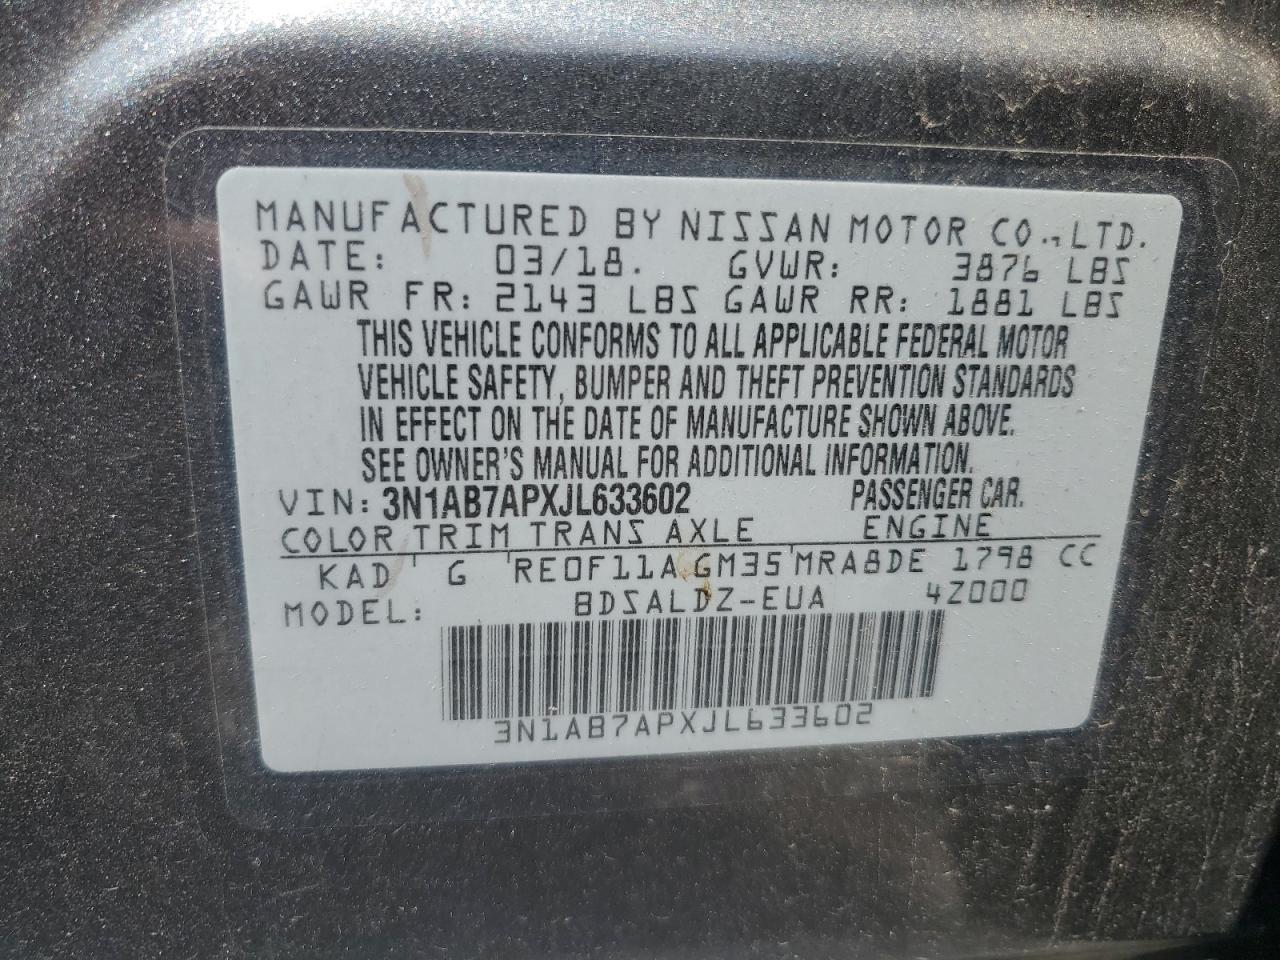 MANUFACTURED BY NISSAN MOTOR CO.,LTD.
DATE: 03/18. GVWR: 3876 LBS
GAWR FR: 2143 LBS GAWR RR: 1881 LBS
THIS VEHICLE CONFORMS TO ALL APPLICABLE FEDERAL MOTOR
VEHICLE SAFETY, BUMPER AND THEFT PREVENTION STANDARDS
IN EFFECT ON THE DATE OF MANUFACTURE SHOWN ABOVE.
SEE OWNER'S MANUAL FOR ADDITIONAL INFORMATION.
VIN: 3N1AB7APXJL633602 PASSENGER CAR.
COLOR TRIM TRANS AXLE ENGINE
KAD G RE0F11A GM35 MRA8DE 1798 CC
MODEL: BDSALDZ-EUA 4Z000
3N1AB7APXJL633602